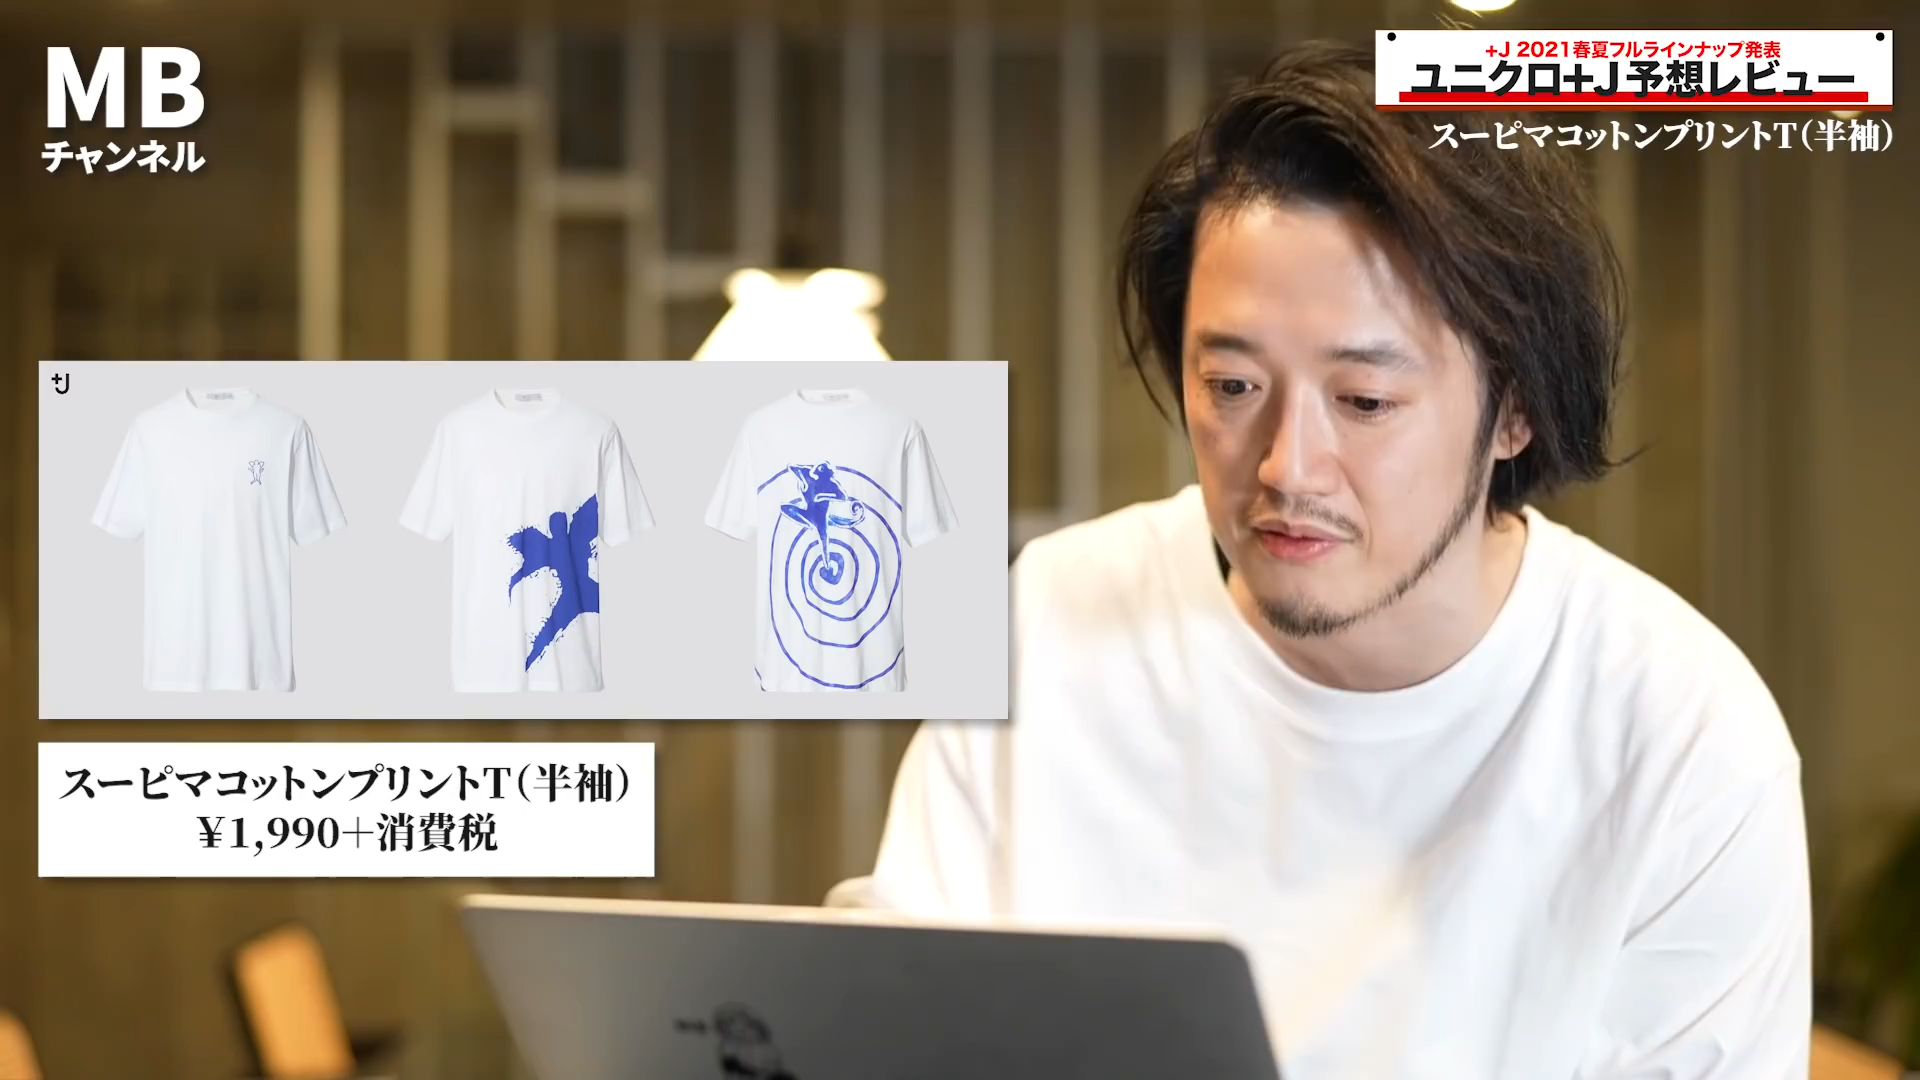 MB
チャンネル
+J 2021春夏フルラインナップ発表
ユニクロ+J予想レビュー
スーピマコットンプリントT(半袖)
+J
スーピマコットンプリントT(半袖)
¥1,990+消費税